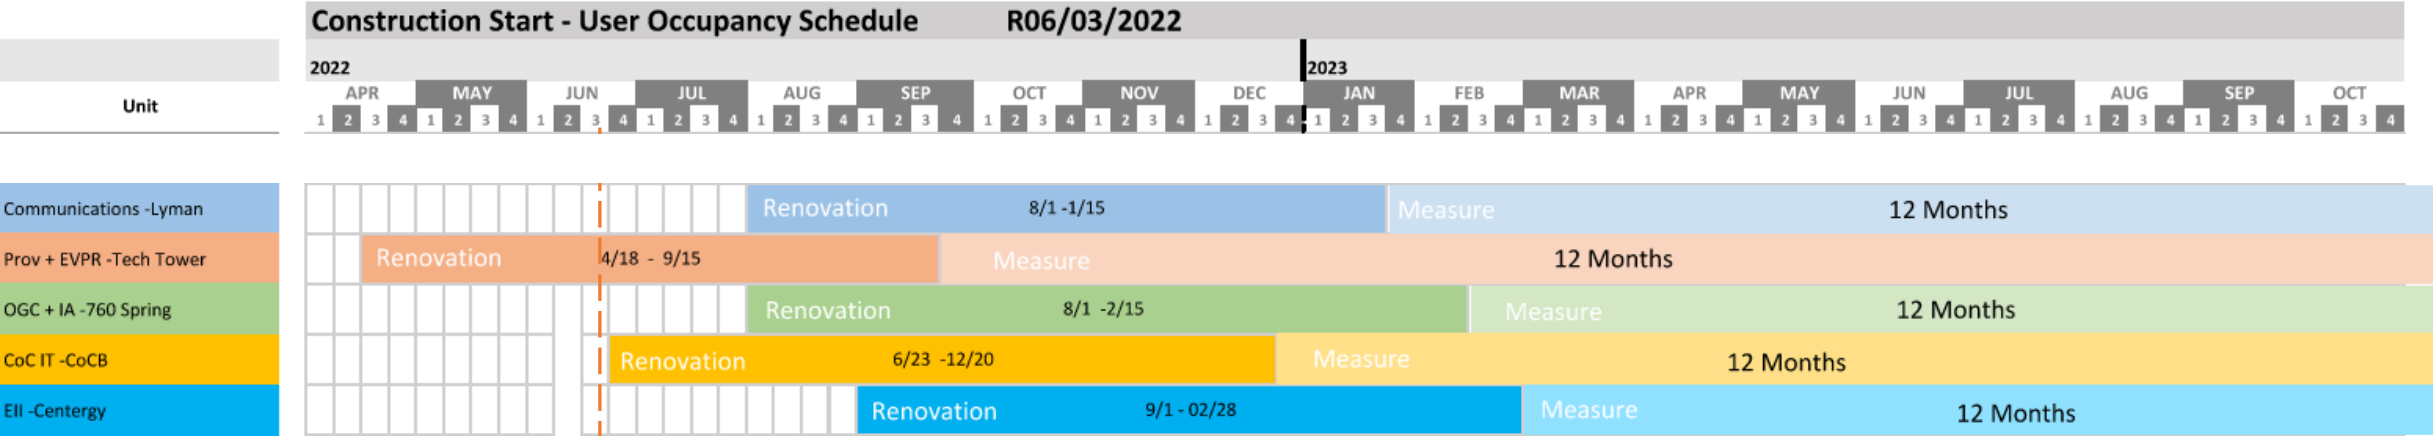 Construction Start - User Occupancy Schedule R06/03/2022
2022 2023
Unit APR MAY JUN JUL AUG SEP OCT NOV DEC JAN FEB MAR APR MAY JUN JUL AUG SEP OCT
1 2 3 4 1 2 3 4 1 2 3 4 1 2 3 4 1 2 3 4 1 2 3 4 1 2 3 4 1 2 3 4 1 2 3 4 1 2 3 4 1 2 3 4 1 2 3 4 1 2 3 4 1 2 3 4 1 2 3 4 1 2 3 4 1 2 3 4 1 2 3 4 1 2 3 4
Communications -Lyman Renovation 8/1 -1/15 Measure 12 Months
Prov + EVPR -Tech Tower Renovation 4/18 - 9/15 Measure 12 Months
OGC + IA -760 Spring Renovation 8/1 -2/15 Measure 12 Months
CoC IT -CoCB Renovation 6/23 -12/20 Measure 12 Months
EII -Centergy Renovation 9/1 - 02/28 Measure 12 Months